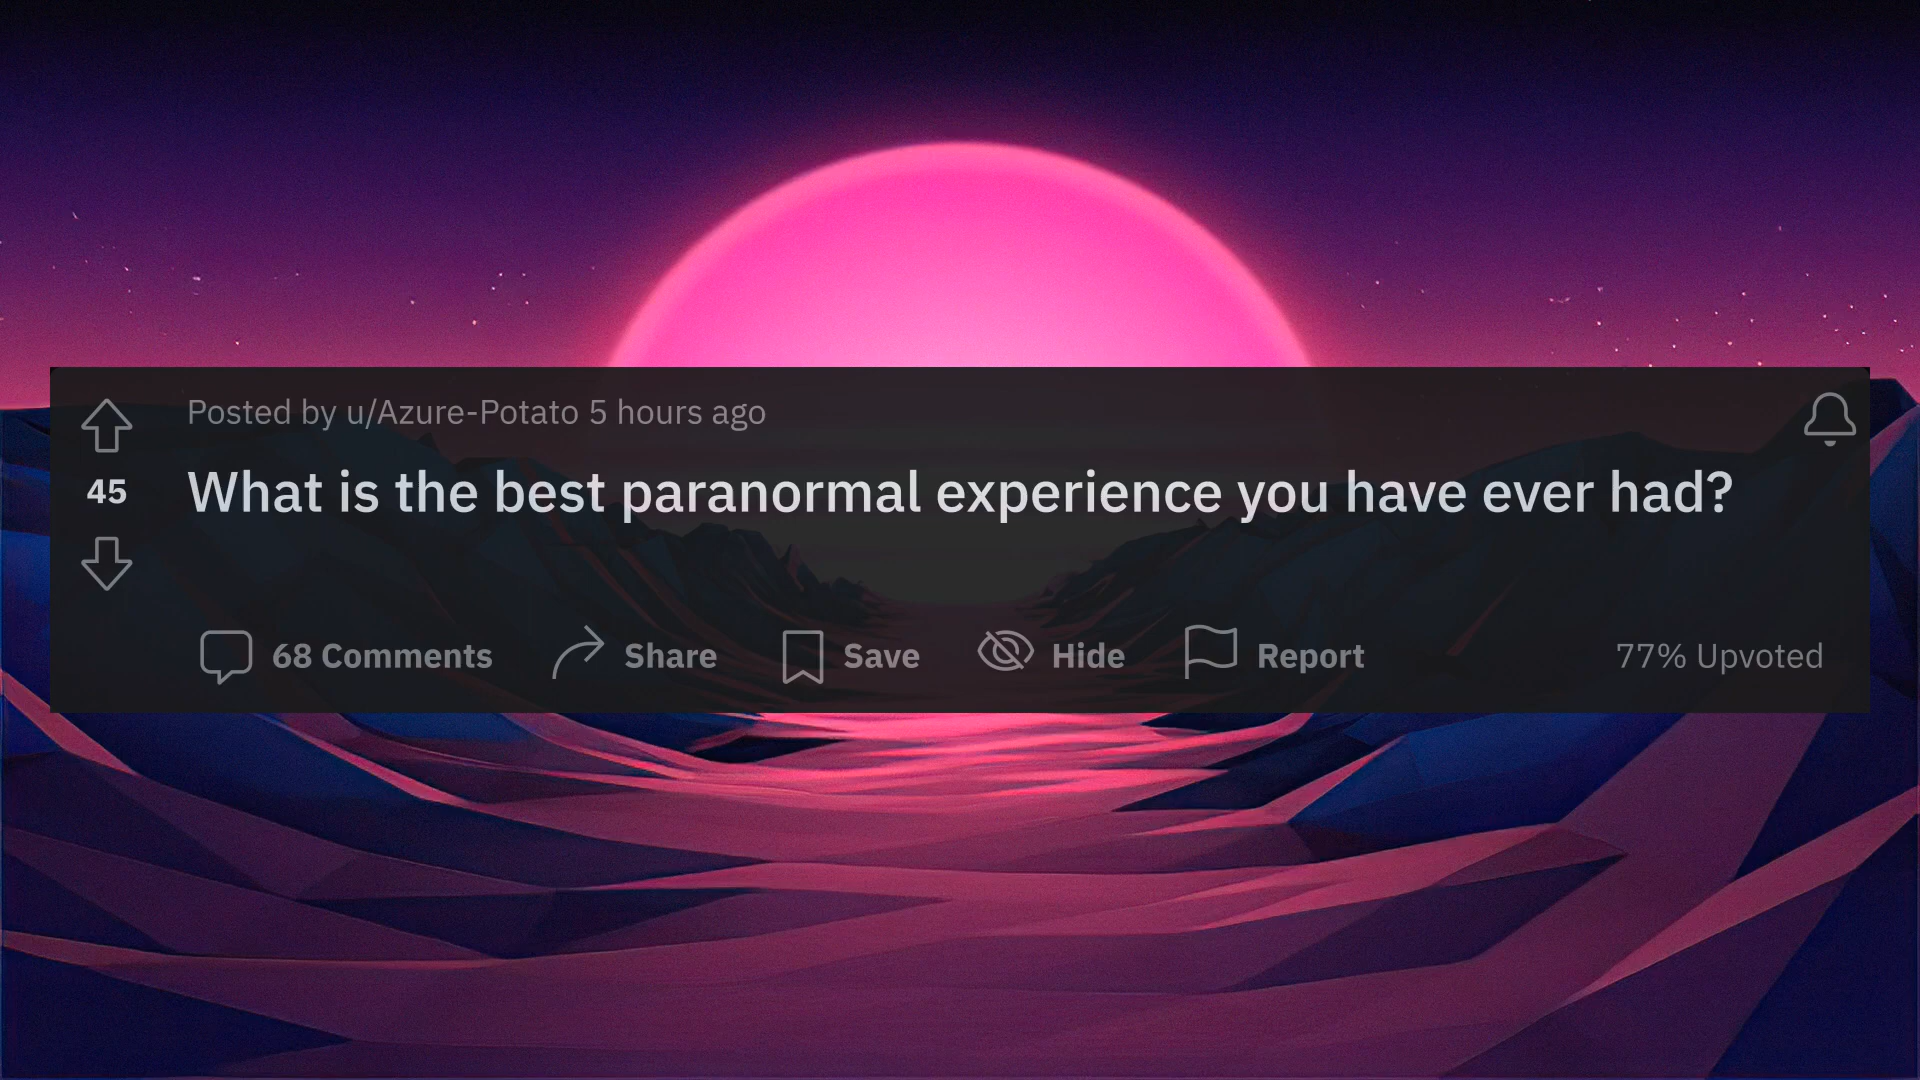 Posted by u/Azure-Potato 5 hours ago
45
What is the best paranormal experience you have ever had?
68 Comments Share Save Hide Report 77% Upvoted